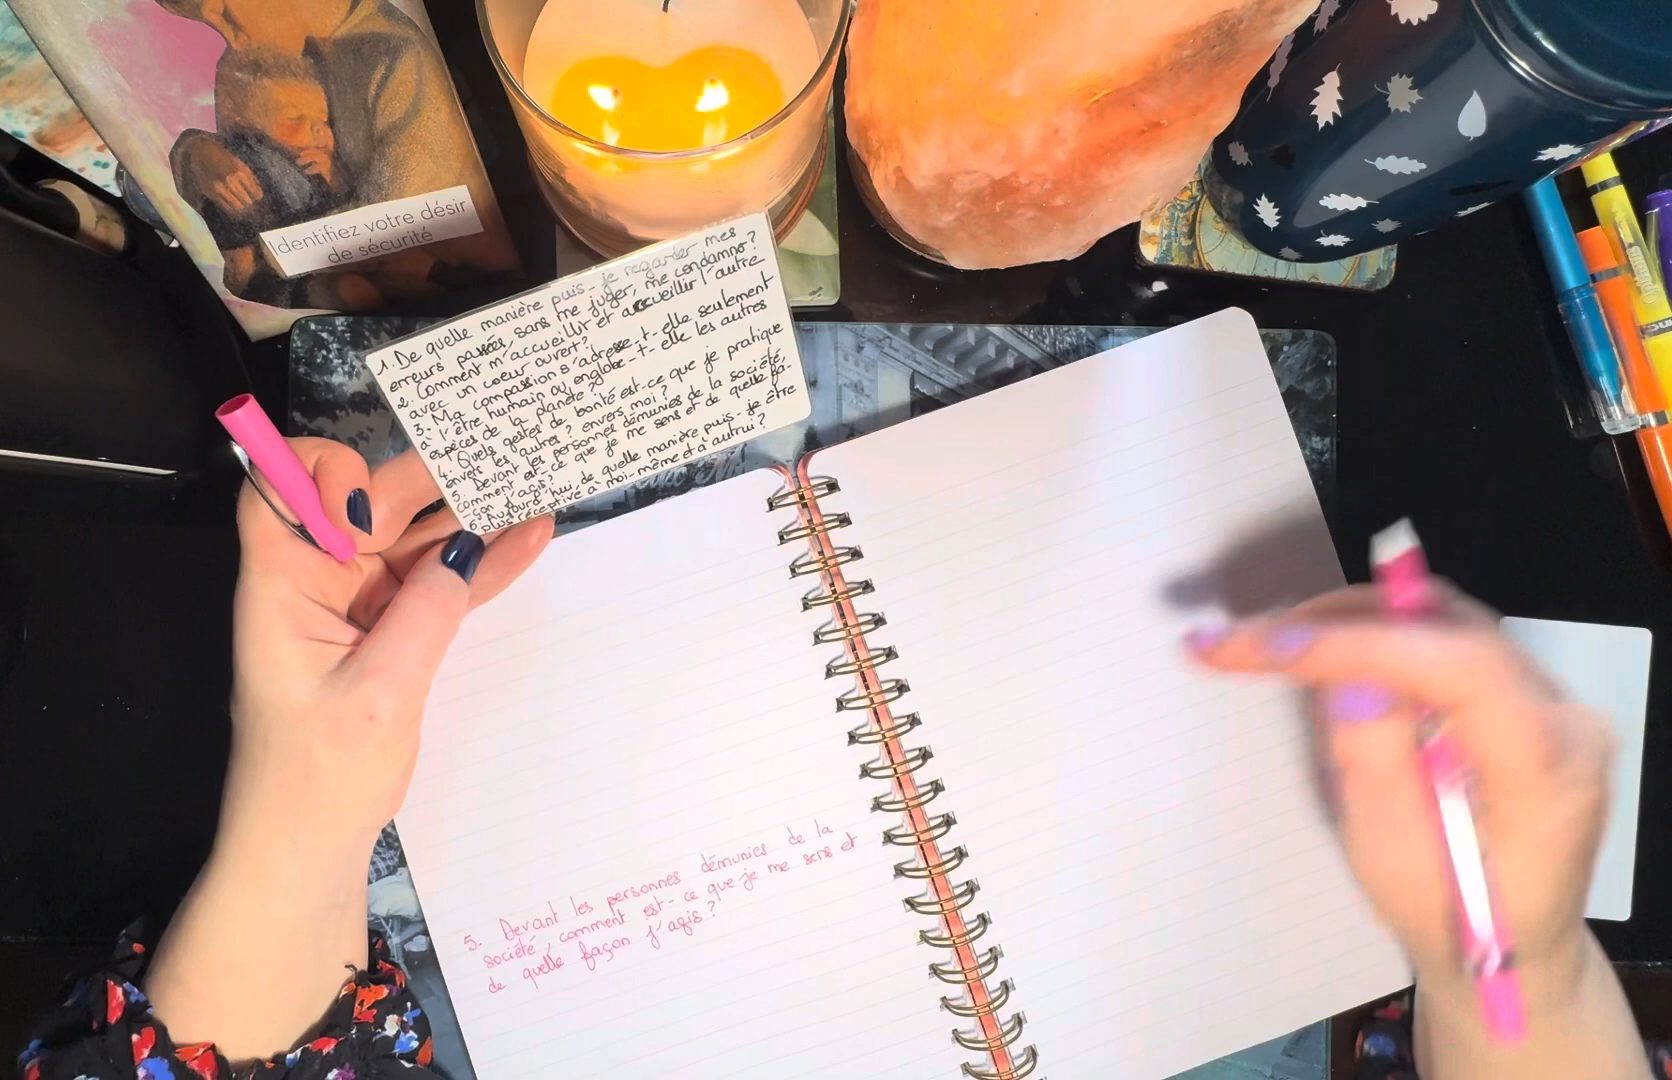 Identifiez votre désir
de sécurité
1. De quelle manière puis-je regarder mes
erreurs passées, sans me juger, me condamner?
2. Comment m'accueillir et accueillir l'autre
avec un coeur ouvert?
3. Ma compassion s'adresse-t-elle seulement
à l'être humain ou englobe-t-elle les autres
espèces de la planète?
4. Quels gestes de bonté est-ce que je pratique
envers les autres? envers moi?
5. Devant les personnes démunies de la société,
comment est-ce que je me sens et de quelle fa-
-çon j'agis?
6. Aujourd'hui, de quelle manière puis-je être
plus réceptive à moi-même et à autrui?
5. Devant les personnes démunies de la
société, comment est-ce que je me sens et
de quelle façon j'agis?